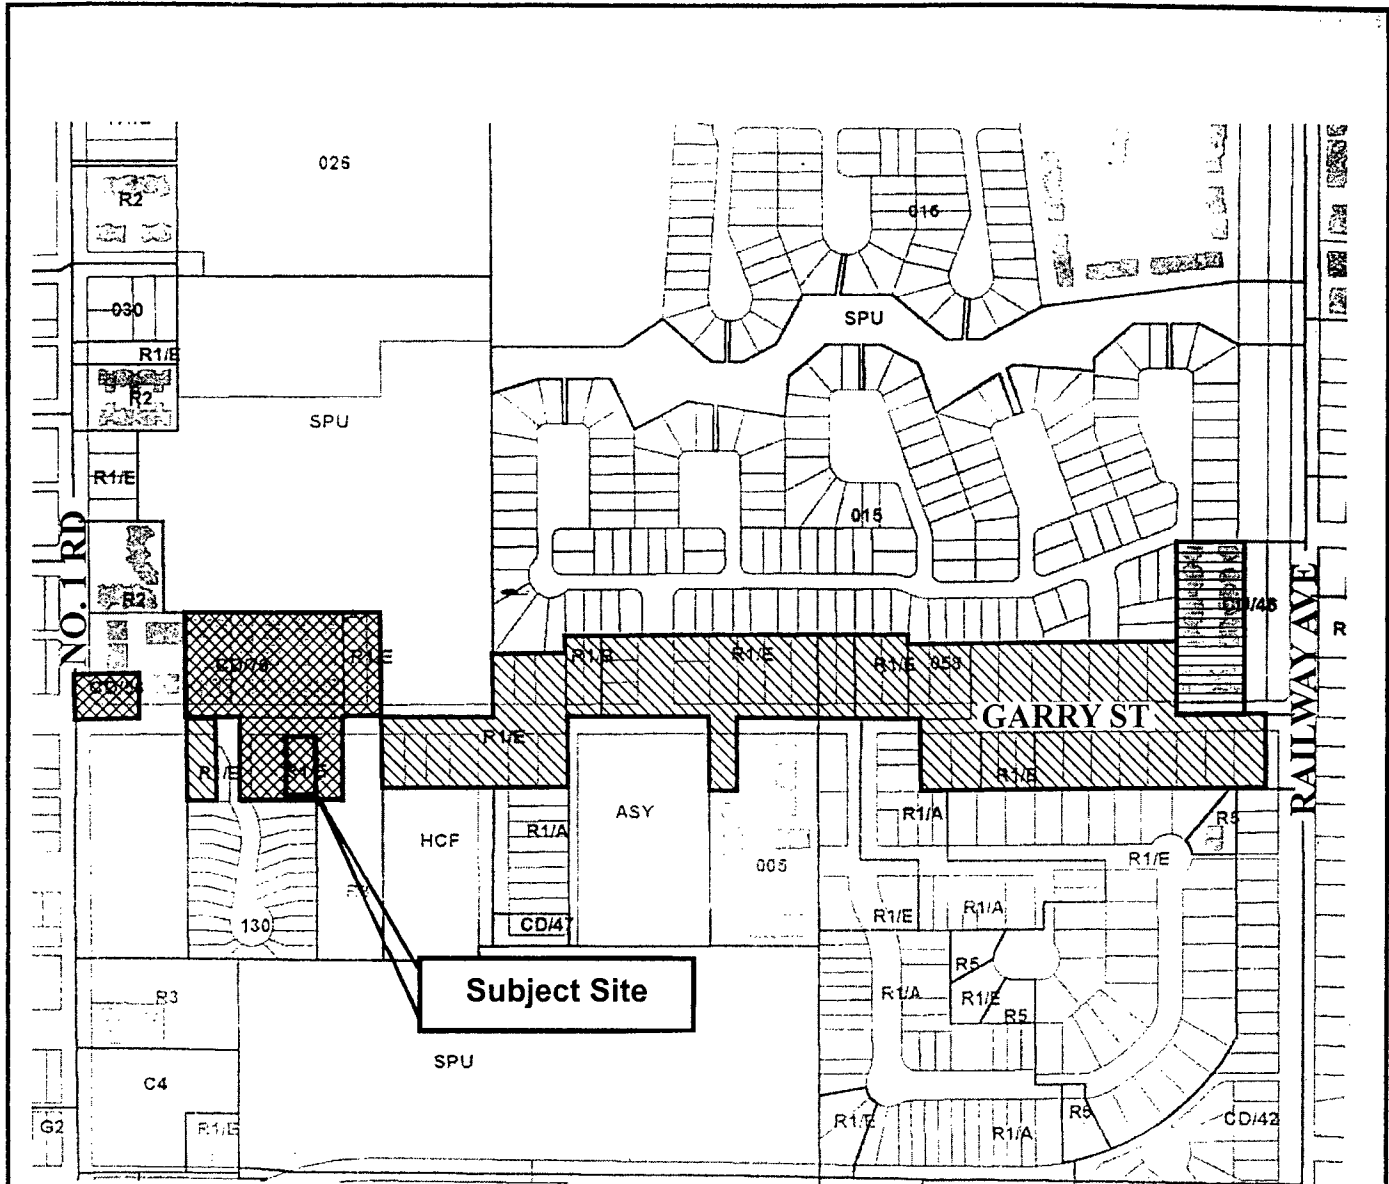 026
R2
016
030
SPU
R1/E
R2
SPU
R1/E
015
NO. 1 RD
R2
CD/46
R
R1/E
R1/E
R1/E
R1/E
050
GARRY ST
RAILWAY AVE
R1/E
R1/E
R1/E
ASY
R1/A
R5
HCF
R1/A
005
R1/E
130
CD/47
R1/E
R1/A
R5
Subject Site
R3
R1/A
R1/E
R5
SPU
C4
G2
R1/E
R1/E
R5
R1/A
CD/42